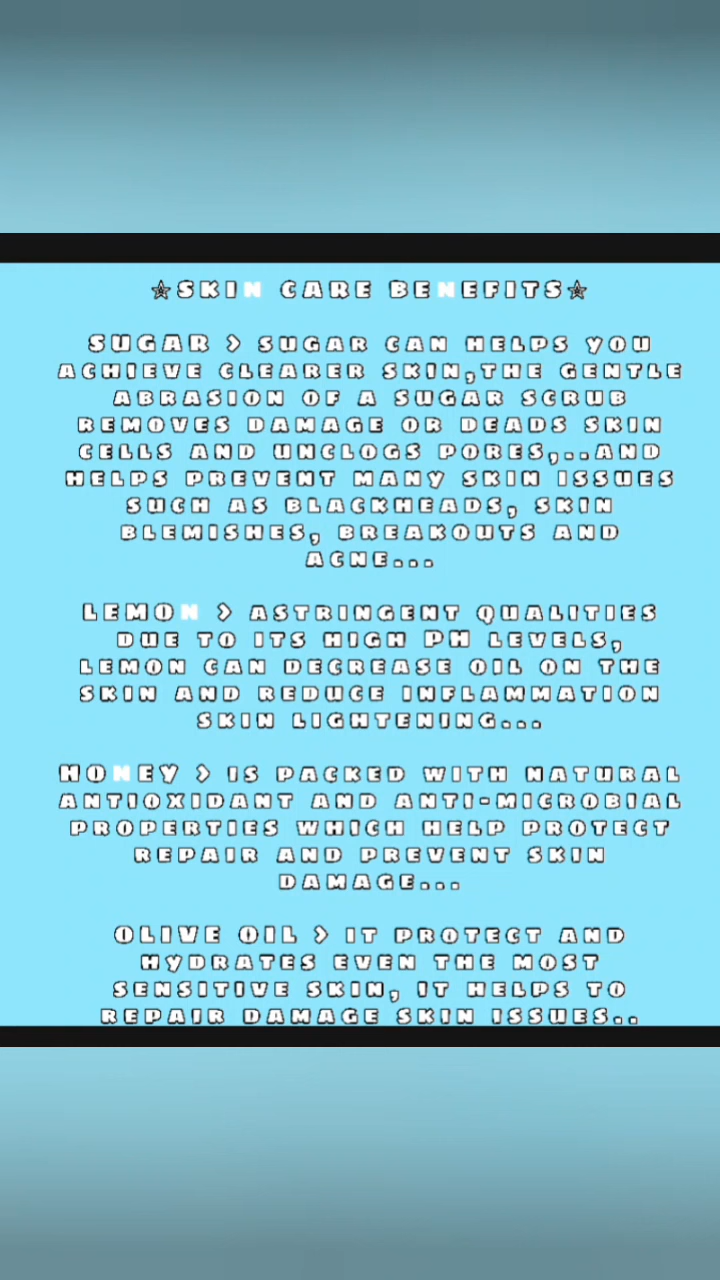 ☆SKIN CARE BENEFITS☆
SUGAR > SUGAR CAN HELPS YOU
ACHIEVE CLEARER SKIN,THE GENTLE
ABRASION OF A SUGAR SCRUB
REMOVES DAMAGE OR DEADS SKIN
CELLS AND UNCLOGS PORES,..AND
HELPS PREVENT MANY SKIN ISSUES
SUCH AS BLACKHEADS, SKIN
BLEMISHES, BREAKOUTS AND
ACNE...
LEMON > ASTRINGENT QUALITIES
DUE TO ITS HIGH PH LEVELS,
LEMON CAN DECREASE OIL ON THE
SKIN AND REDUCE INFLAMMATION
SKIN LIGHTENING...
HONEY > IS PACKED WITH NATURAL
ANTIOXIDANT AND ANTI-MICROBIAL
PROPERTIES WHICH HELP PROTECT
REPAIR AND PREVENT SKIN
DAMAGE...
OLIVE OIL > IT PROTECT AND
HYDRATES EVEN THE MOST
SENSITIVE SKIN, IT HELPS TO
REPAIR DAMAGE SKIN ISSUES..